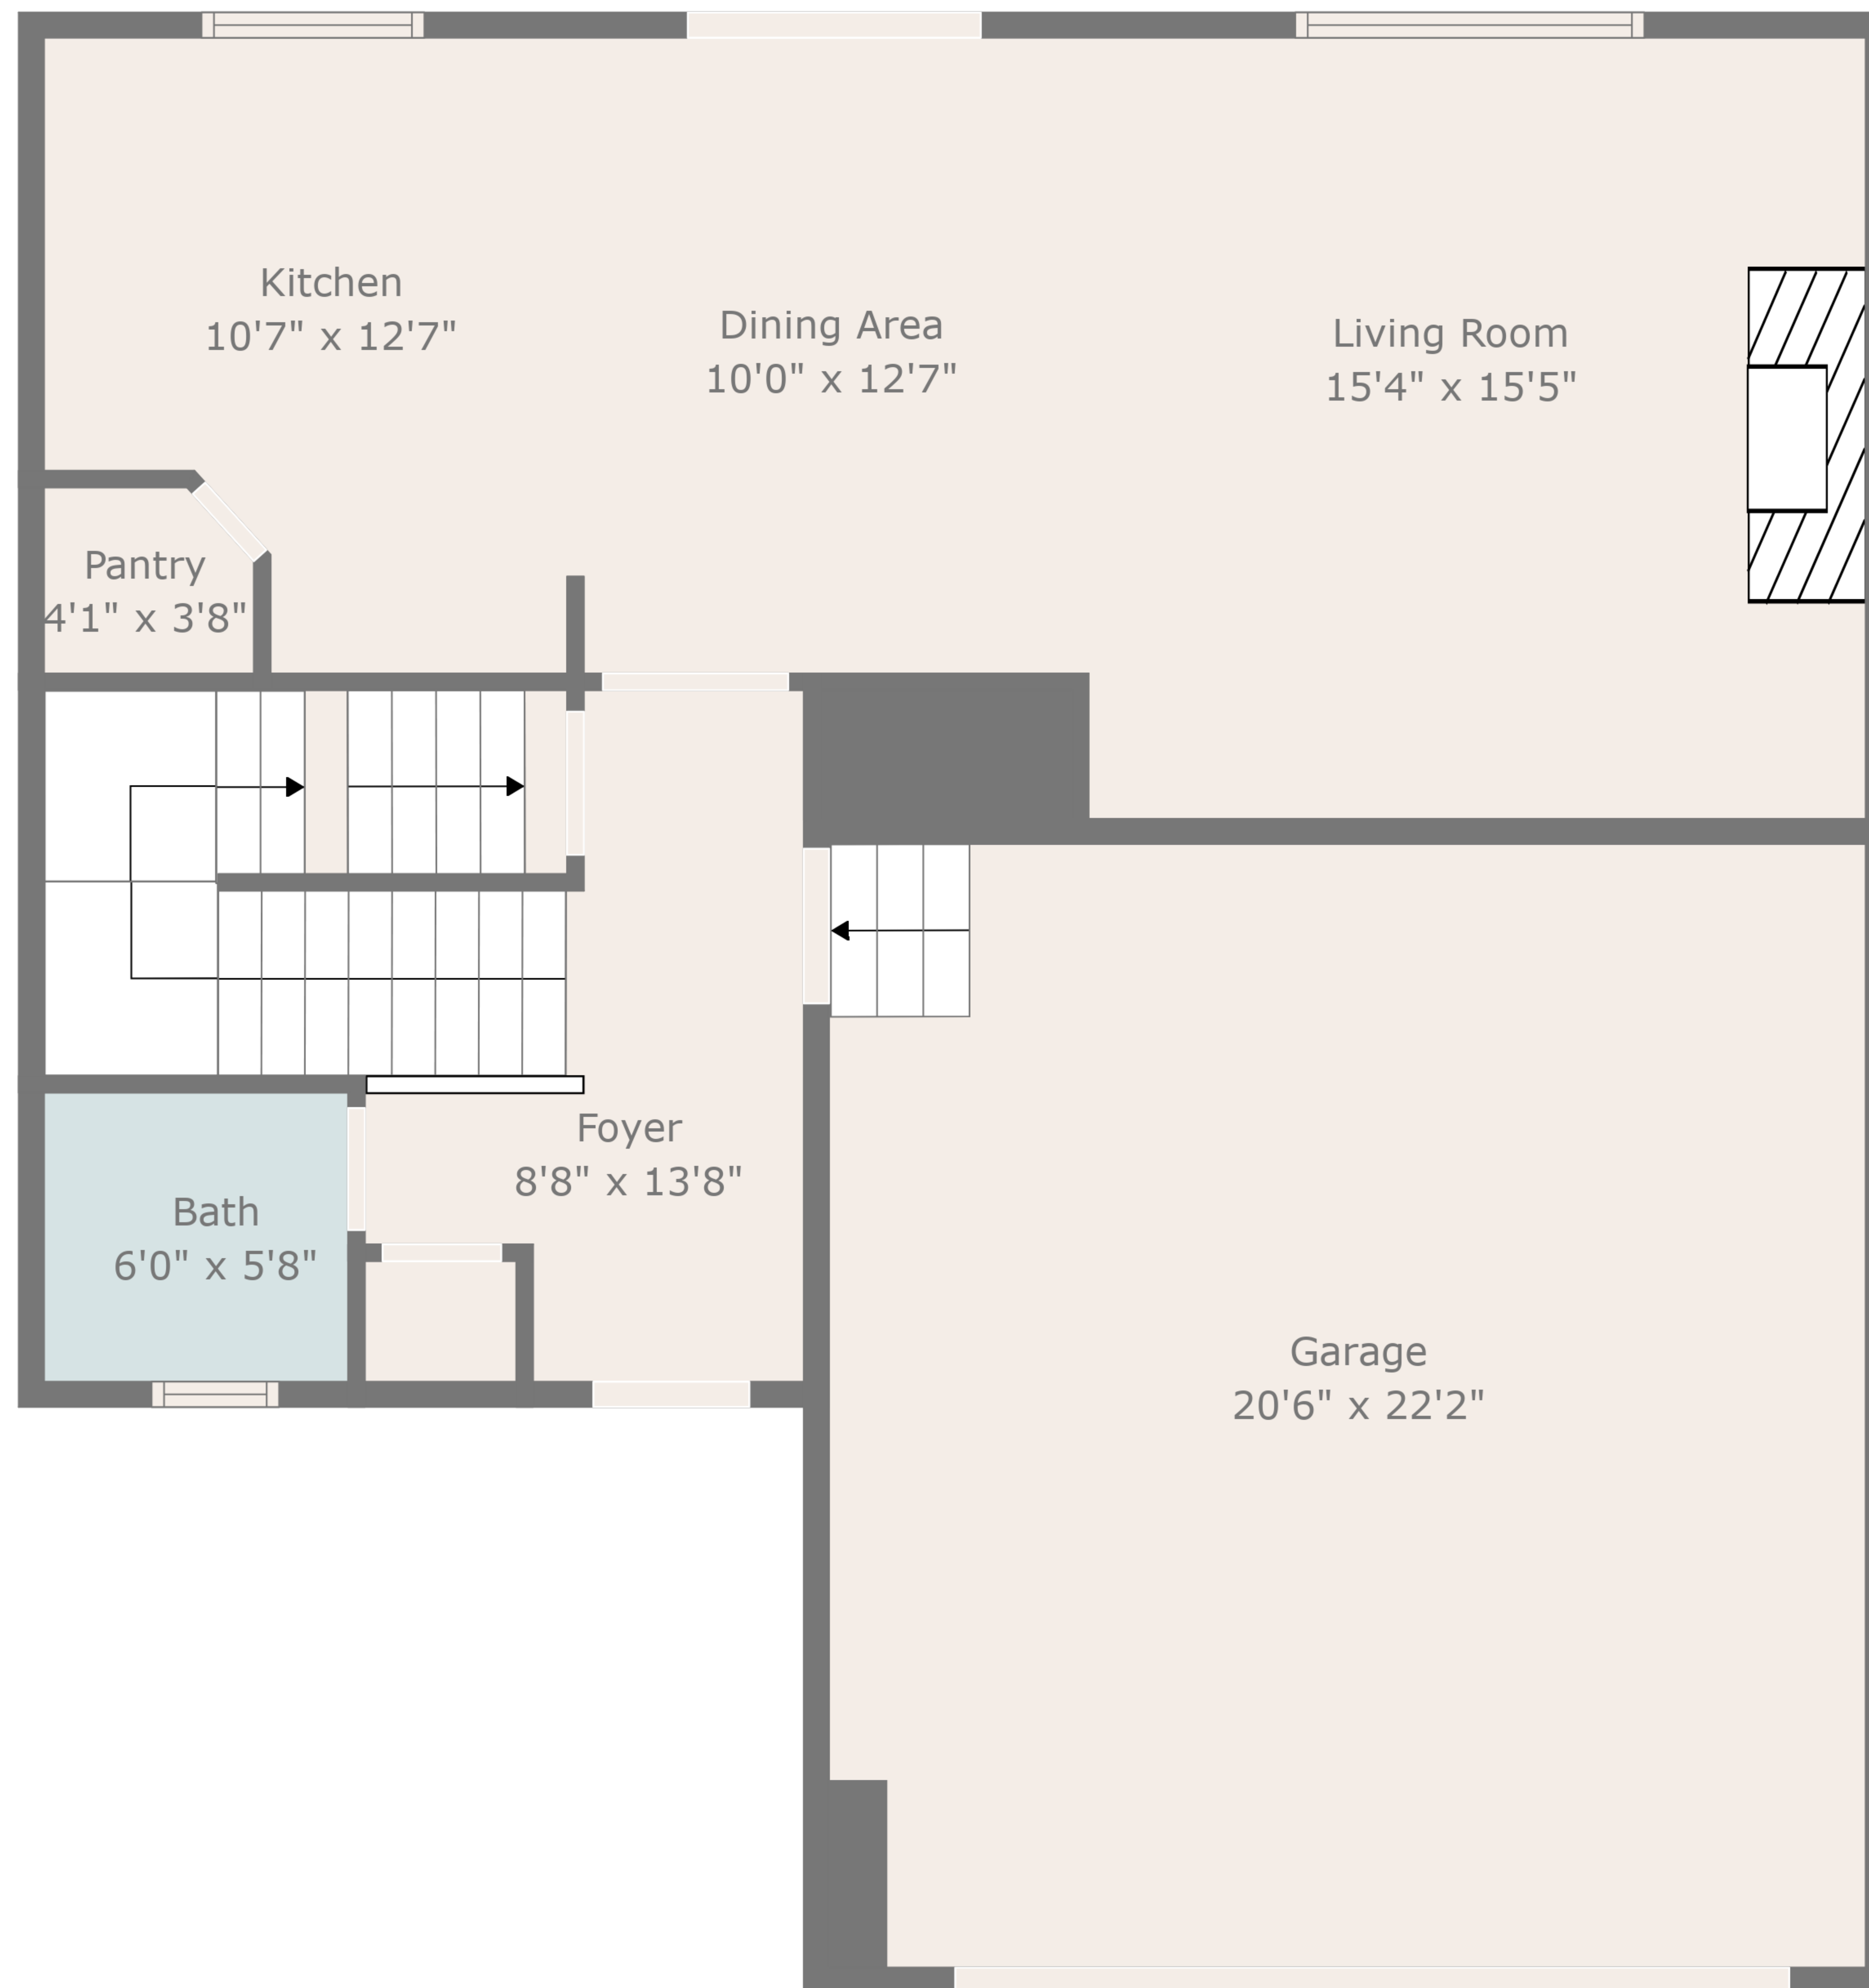 Kitchen
10'7" x 12'7"
Dining Area
10'0" x 12'7"
Living Room
15'4" x 15'5"
Pantry
4'1" x 3'8"
Foyer
8'8" x 13'8"
Bath
6'0" x 5'8"
Garage
20'6" x 22'2"